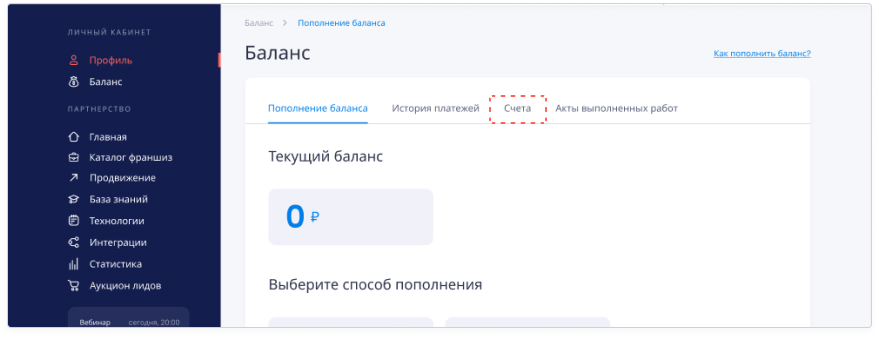 ЛИЧНЫЙ КАБИНЕТ
Профиль
Баланс
ПАРТНЕРСТВО
Главная
Каталог франшиз
Продвижение
База знаний
Технологии
Интеграции
Статистика
Аукцион лидов
Вебинар сегодня, 20:00
Баланс > Пополнение баланса
Баланс
Как пополнить баланс?
Пополнение баланса История платежей Счета Акты выполненных работ
Текущий баланс
0 ₽
Выберите способ пополнения